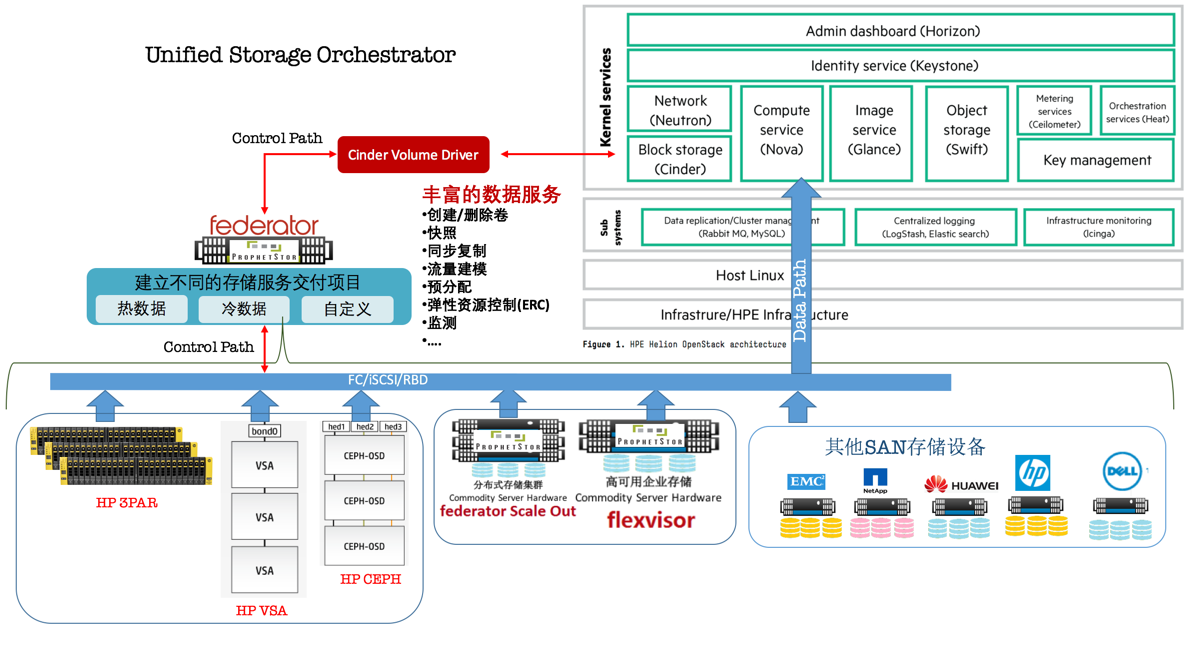 Unified Storage Orchestrator
Control Path
Cinder Volume Driver
federator
PROPHETSTOR
建立不同的存储服务交付项目
热数据
冷数据
自定义
Control Path
丰富的数据服务
•创建/删除卷
•快照
•同步复制
•流量建模
•预分配
•弹性资源控制(ERC)
•监测
•....
Kernel services
Admin dashboard (Horizon)
Identity service (Keystone)
Network
(Neutron)
Block storage
(Cinder)
Compute
service
(Nova)
Image
service
(Glance)
Object
storage
(Swift)
Metering
services
(Ceilometer)
Orchestration
services (Heat)
Key management
Sub
systems
Data replication/Cluster management
(Rabbit MQ, MySQL)
Centralized logging
(LogStash, Elastic search)
Infrastructure monitoring
(Icinga)
Host Linux
Infrastrure/HPE Infrastructure
Data Path
Figure 1. HPE Helion OpenStack architecture
FC/iSCSI/RBD
HP 3PAR
bond0
VSA
VSA
VSA
HP VSA
hed1
hed2
hed3
CEPH-OSD
CEPH-OSD
CEPH-OSD
HP CEPH
PROPHETSTOR
分布式存储集群
Commodity Server Hardware
federator Scale Out
PROPHETSTOR
高可用企业存储
Commodity Server Hardware
flexvisor
其他SAN存储设备
EMC²
NetApp
HUAWEI
hp
DELL